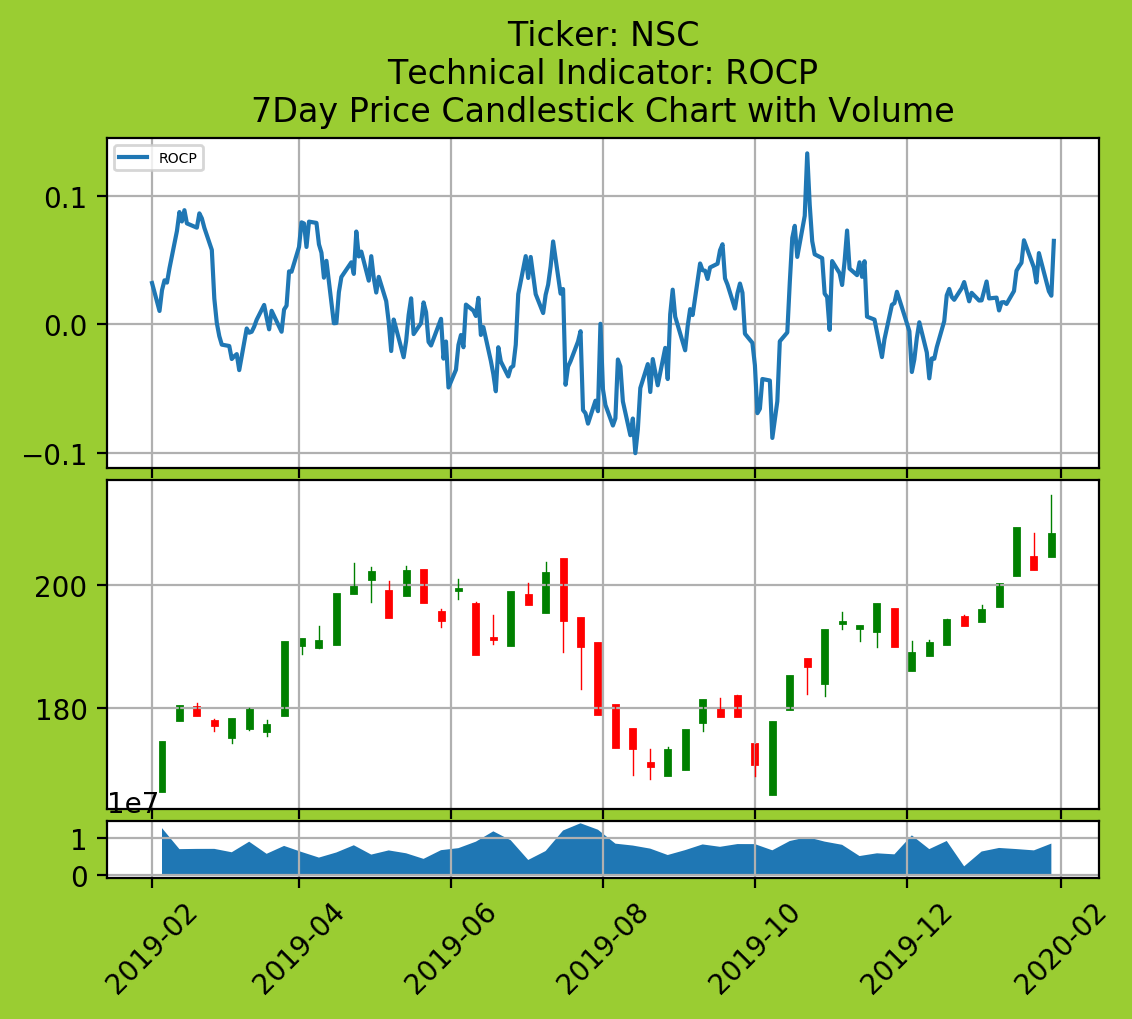 Ticker: NSC
Technical Indicator: ROCP
7Day Price Candlestick Chart with Volume
ROCP
0.1
0.0
−0.1
200
180
1e7
1
0
2019-02
2019-04
2019-06
2019-08
2019-10
2019-12
2020-02